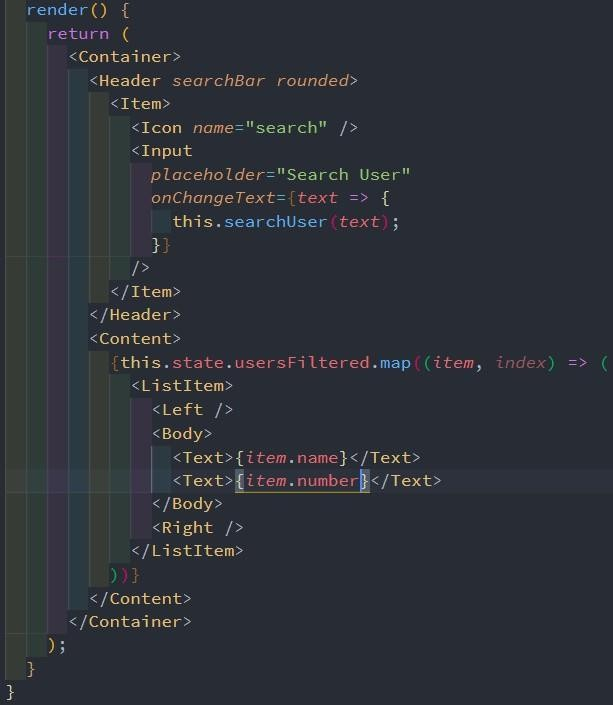 render() {
return (
<Container>
<Header searchBar rounded>
<Item>
<Icon name="search" />
<Input
placeholder="Search User"
onChangeText={text => {
this.searchUser(text);
}}
/>
</Item>
</Header>
<Content>
{this.state.usersFiltered.map((item, index) => (
<ListItem>
<Left />
<Body>
<Text>{item.name}</Text>
<Text>{item.number}</Text>
</Body>
<Right />
</ListItem>
))}
</Content>
</Container>
);
}
}